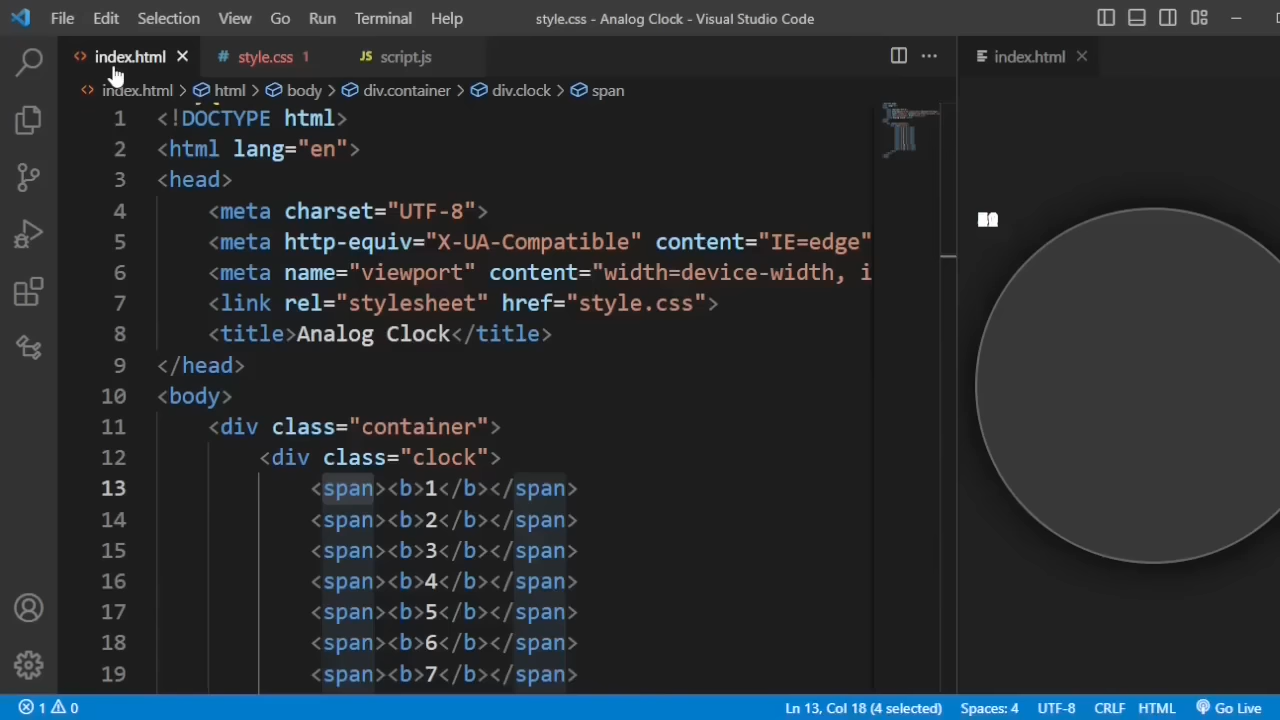 File Edit Selection View Go Run Terminal Help style.css - Analog Clock - Visual Studio Code
index.html # style.css 1 JS script.js index.html
index.html > html > body > div.container > div.clock > span
1 <!DOCTYPE html>
2 <html lang="en">
3 <head>
4 <meta charset="UTF-8">
5 <meta http-equiv="X-UA-Compatible" content="IE=edge"
6 <meta name="viewport" content="width=device-width, i
7 <link rel="stylesheet" href="style.css">
8 <title>Analog Clock</title>
9 </head>
10 <body>
11 <div class="container">
12 <div class="clock">
13 <span><b>1</b></span>
14 <span><b>2</b></span>
15 <span><b>3</b></span>
16 <span><b>4</b></span>
17 <span><b>5</b></span>
18 <span><b>6</b></span>
19 <span><b>7</b></span>
1 0 Ln 13, Col 18 (4 selected) Spaces: 4 UTF-8 CRLF HTML Go Live